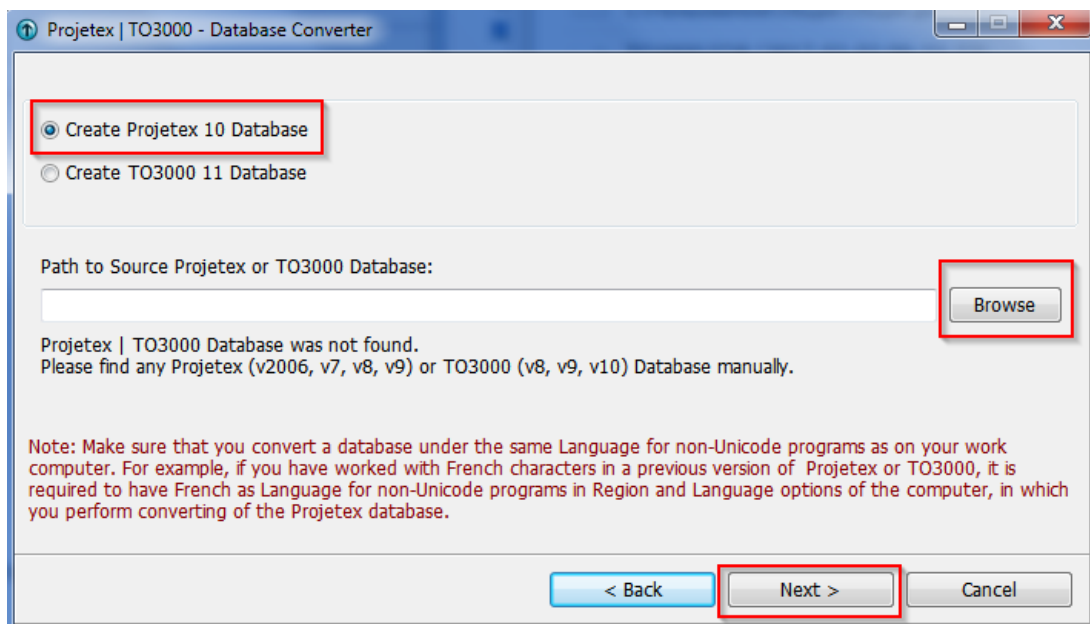 Projetex | TO3000 - Database Converter
Create Projetex 10 Database
Create TO3000 11 Database
Path to Source Projetex or TO3000 Database:
Browse
Projetex | TO3000 Database was not found.
Please find any Projetex (v2006, v7, v8, v9) or TO3000 (v8, v9, v10) Database manually.
Note: Make sure that you convert a database under the same Language for non-Unicode programs as on your work
computer. For example, if you have worked with French characters in a previous version of Projetex or TO3000, it is
required to have French as Language for non-Unicode programs in Region and Language options of the computer, in which
you perform converting of the Projetex database.
< Back
Next >
Cancel